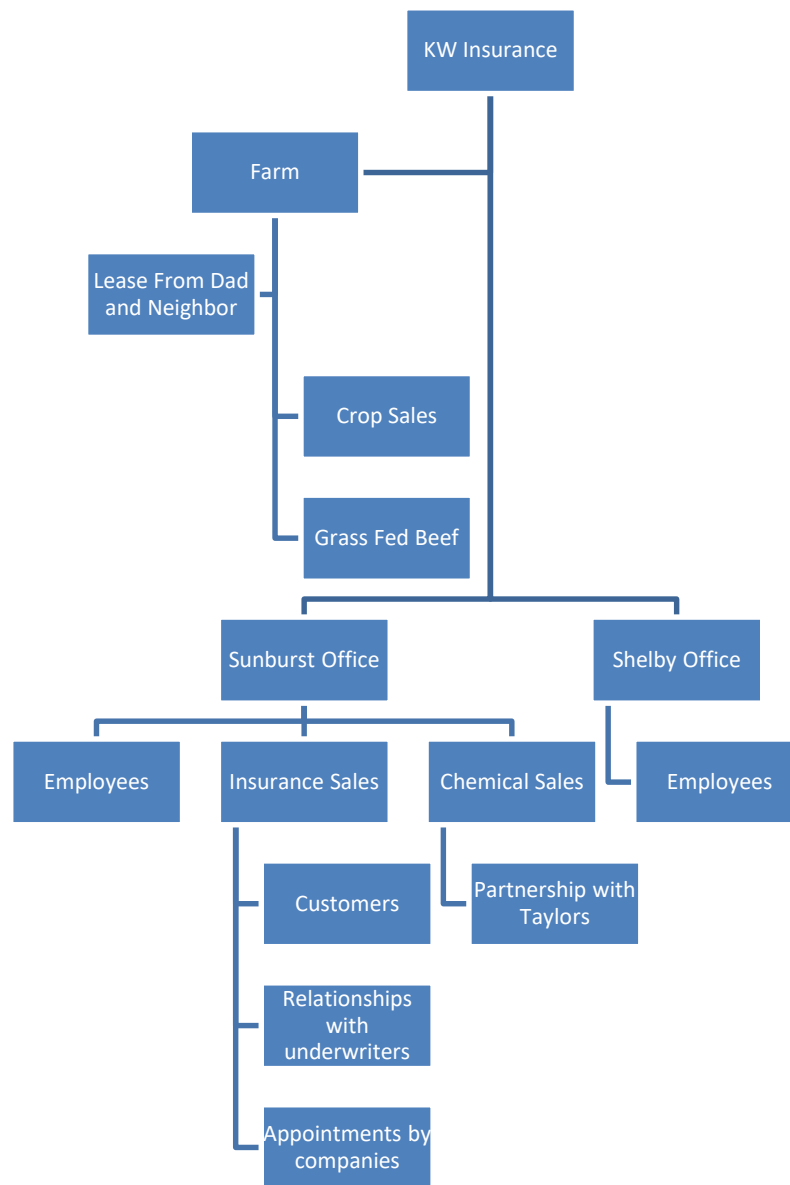 KW Insurance
Farm
Lease From Dad
and Neighbor
Crop Sales
Grass Fed Beef
Sunburst Office
Shelby Office
Employees
Insurance Sales
Chemical Sales
Employees
Customers
Partnership with
Taylors
Relationships
with
underwriters
Appointments by
companies